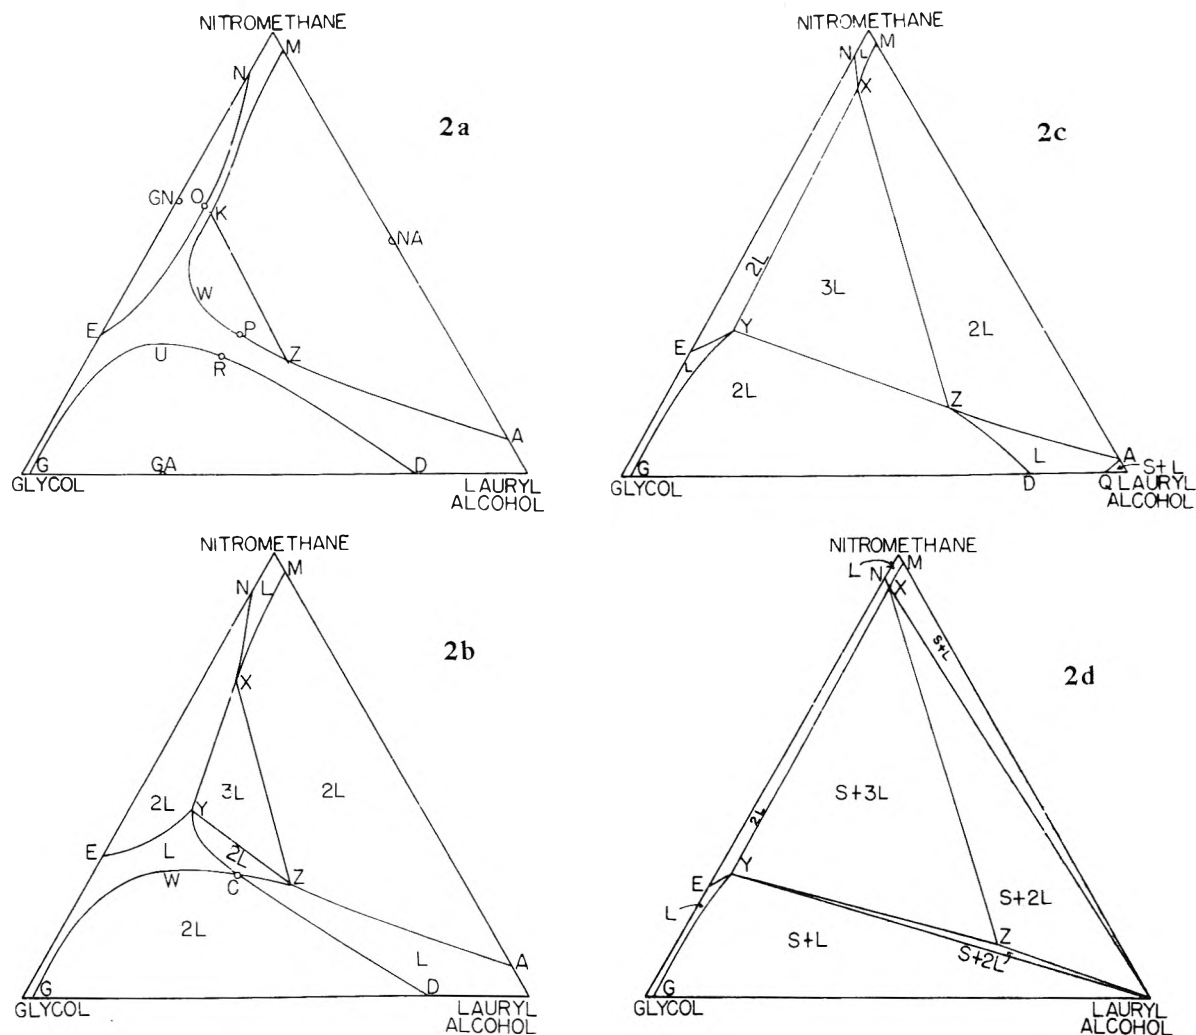 NITROMETHANE
M
N
2a
GN
O
K
NA
W
E
P
U
R
Z
A
G
GA
D
GLYCOL
LAURYL
ALCOHOL
NITROMETHANE
N
L
M
X
2c
2L
3L
2L
Y
E
L
2L
Z
L
A
S+L
G
GLYCOL
D
Q LAURYL
ALCOHOL
NITROMETHANE
N
L
M
2b
X
2L
3L
2L
Y
E
L
2L
W
C
Z
2L
L
A
G
D
GLYCOL
LAURYL
ALCOHOL
NITROMETHANE
L
M
N
X
S+L
2d
S+3L
2L
Y
E
L
S+2L
Z
S+L
S+2L
G
GLYCOL
LAURYL
ALCOHOL